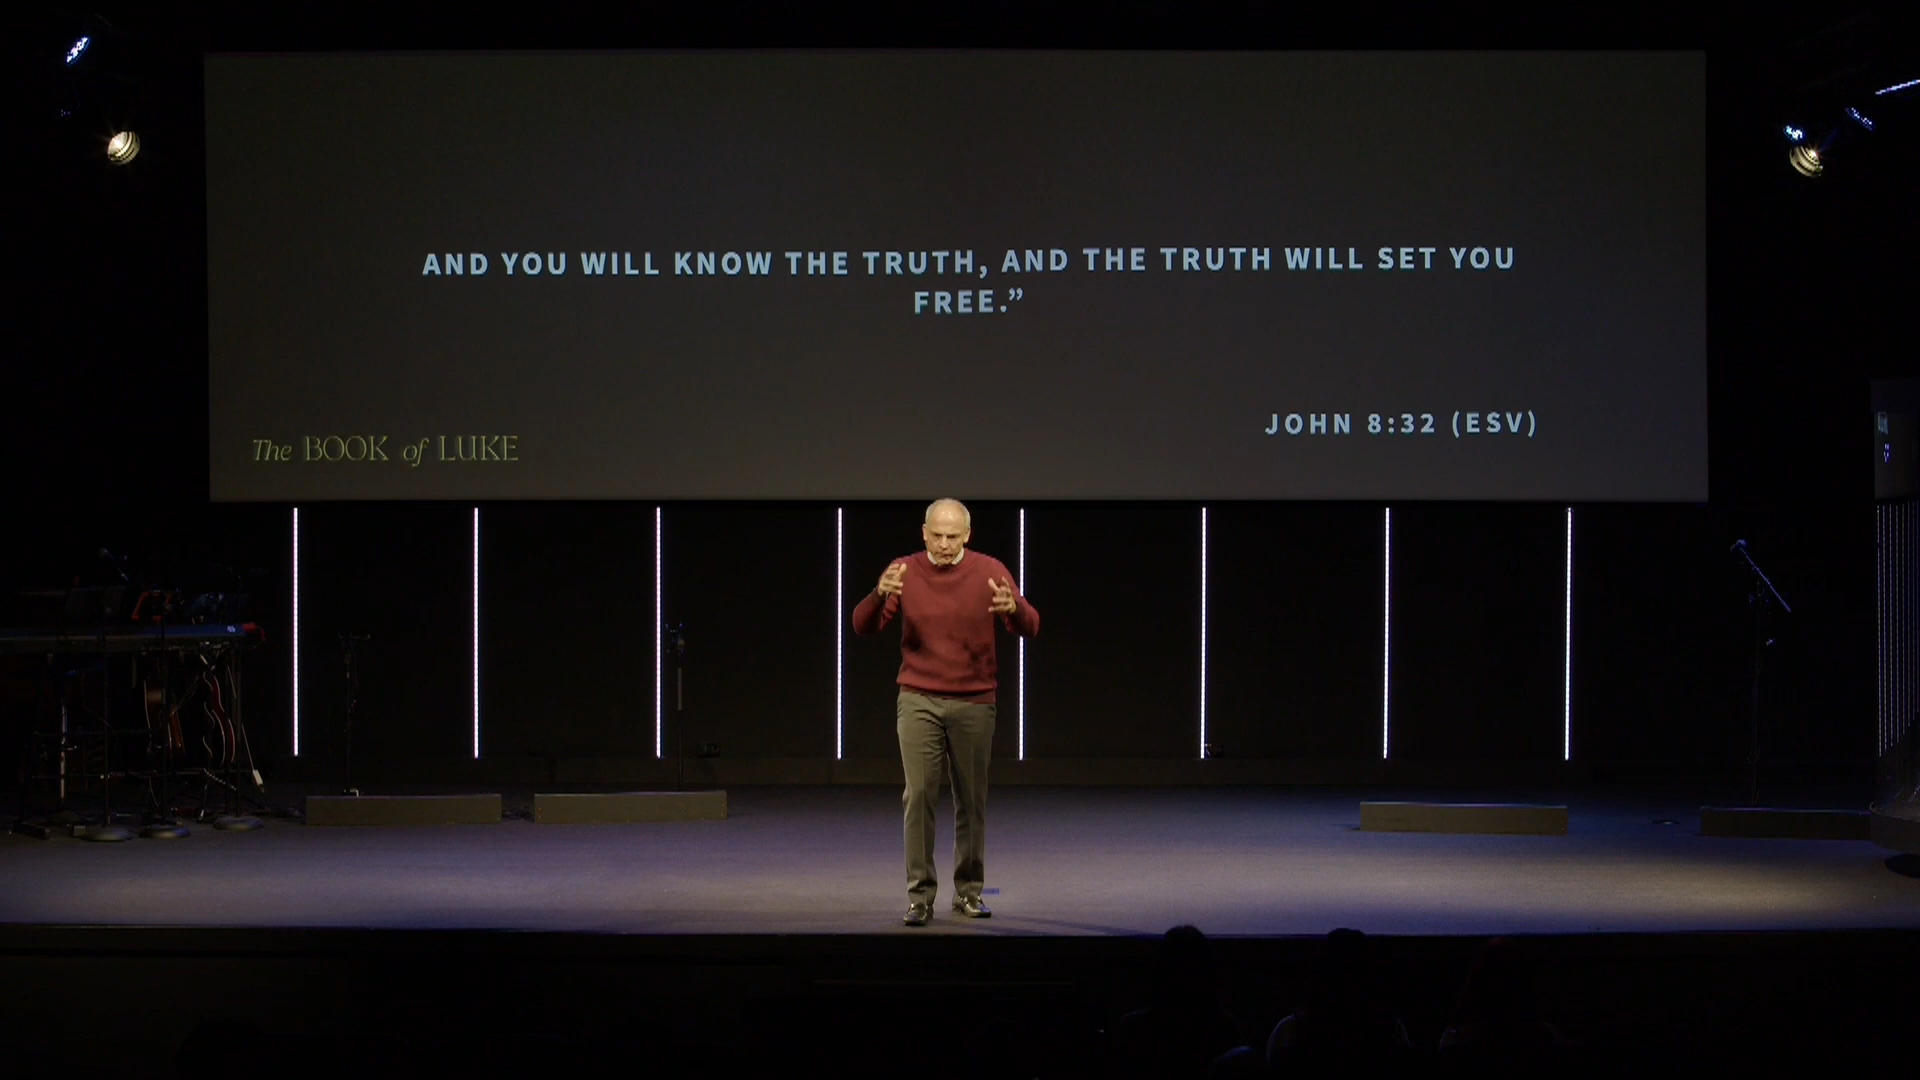 AND YOU WILL KNOW THE TRUTH, AND THE TRUTH WILL SET YOU
FREE.”
JOHN 8:32 (ESV)
The BOOK of LUKE